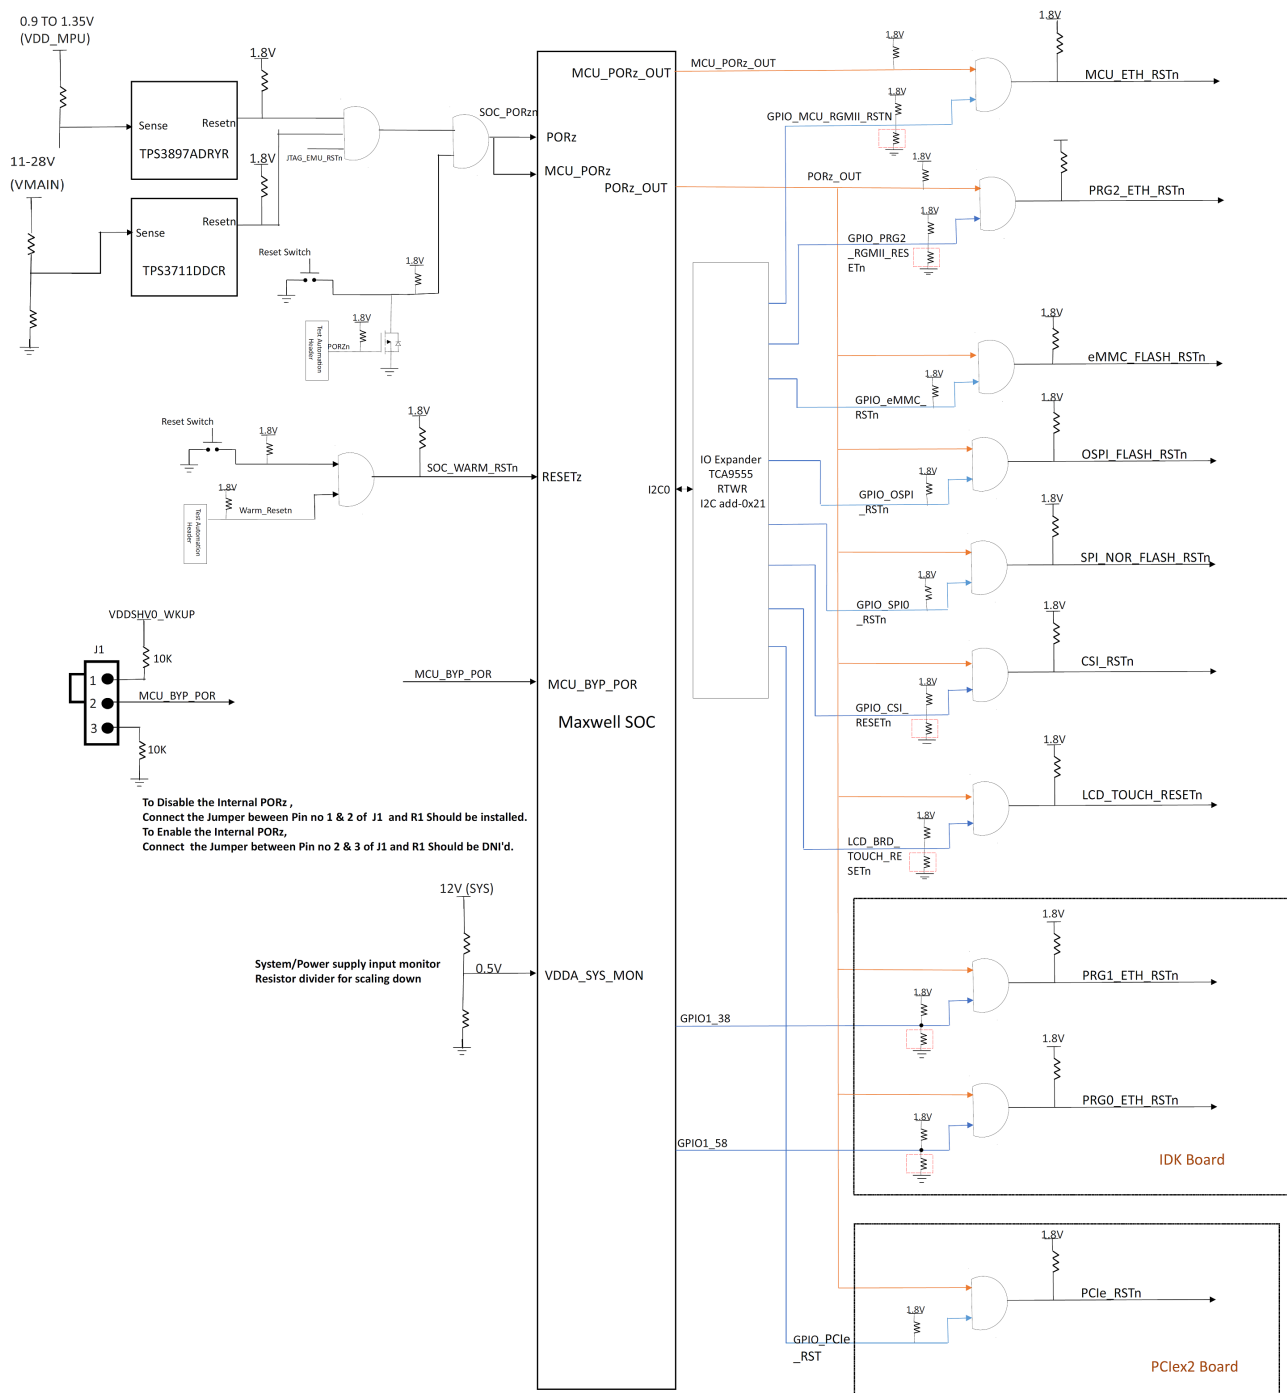 0.9 TO 1.35V
(VDD_MPU)
1.8V
Resetn
Sense
TPS3897ADRYR
11-28V
(VMAIN)
1.8V
JTAG_EMU_RSTn
Resetn
Sense
TPS3711DDCR
SOC_PORzn
PORz
MCU_PORz
Reset Switch
1.8V
1.8V
Test Automation
Header
PORZn
Reset Switch
1.8V
1.8V
SOC_WARM_RSTn
RESETz
1.8V
Warm_Resetn
Test Automation
Header
VDDSHV0_WKUP
J1
10K
1
2
3
MCU_BYP_POR
10K
MCU_BYP_POR
MCU_BYP_POR
Maxwell SOC
To Disable the Internal PORz ,
Connect the Jumper beween Pin no 1 & 2 of J1 and R1 Should be installed.
To Enable the Internal PORz,
Connect the Jumper between Pin no 2 & 3 of J1 and R1 Should be DNI'd.
12V (SYS)
System/Power supply input monitor
Resistor divider for scaling down
0.5V
VDDA_SYS_MON
MCU_PORz_OUT
MCU_PORz_OUT
1.8V
1.8V
MCU_ETH_RSTn
1.8V
GPIO_MCU_RGMII_RSTN
PORz_OUT
PORz_OUT
1.8V
1.8V
PRG2_ETH_RSTn
1.8V
GPIO_PRG2
_RGMII_RES
ETn
I2C0
IO Expander
TCA9555
RTWR
I2C add-0x21
1.8V
eMMC_FLASH_RSTn
1.8V
GPIO_eMMC_
RSTn
1.8V
OSPI_FLASH_RSTn
1.8V
GPIO_OSPI
_RSTn
1.8V
SPI_NOR_FLASH_RSTn
1.8V
GPIO_SPI0
_RSTn
1.8V
CSI_RSTn
1.8V
GPIO_CSI_
RESETn
1.8V
LCD_TOUCH_RESETn
1.8V
LCD_BRD_
TOUCH_RE
SETn
1.8V
PRG1_ETH_RSTn
1.8V
GPIO1_38
1.8V
PRG0_ETH_RSTn
1.8V
GPIO1_58
IDK Board
1.8V
PCIe_RSTn
1.8V
GPIO_PCIe
_RST
PCIex2 Board